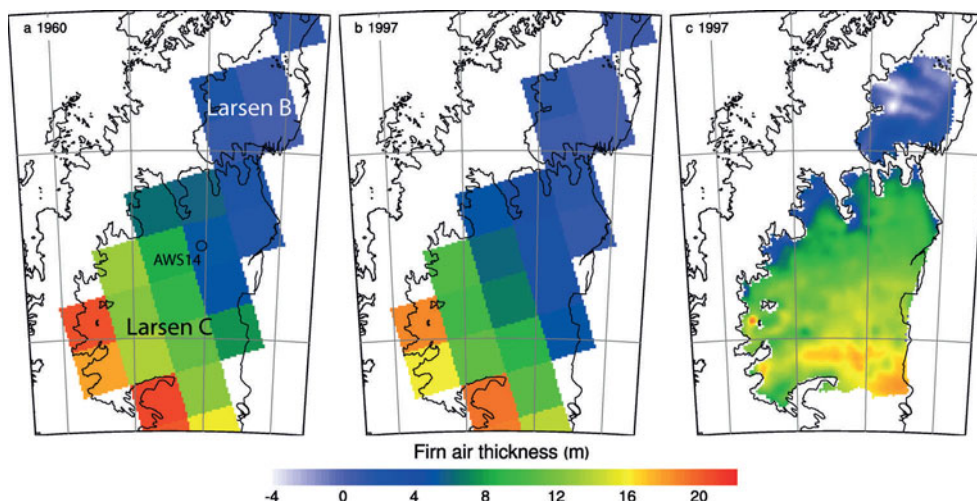 a 1960
b 1997
c 1997
Larsen B
AWS14
Larsen C
Firn air thickness (m)
-4 0 4 8 12 16 20